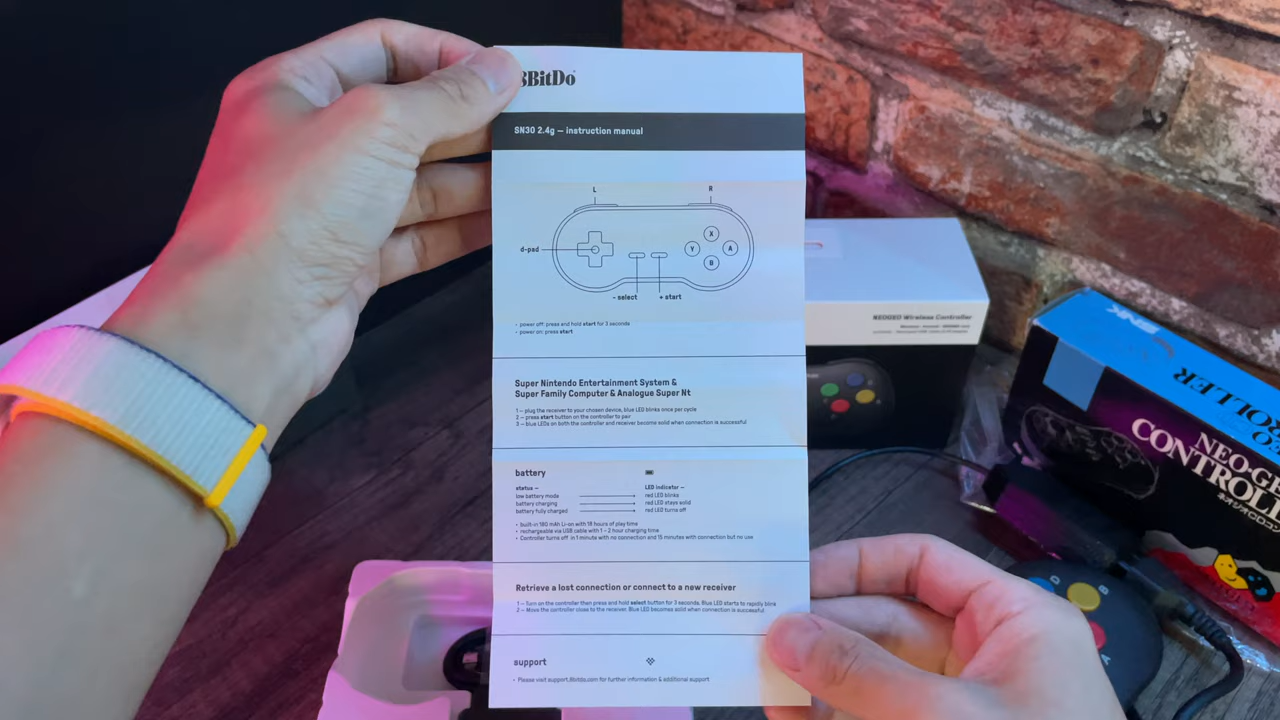 8BitDo
SN30 2.4g — instruction manual
L
R
d-pad
X
Y
A
B
- select
+ start
• power off: press and hold start for 3 seconds
• power on: press start
Super Nintendo Entertainment System &
Super Family Computer & Analogue Super Nt
1 — plug the receiver to your chosen device, blue LED blinks once per cycle
2 — press start button on the controller to pair
3 — blue LEDs on both the controller and receiver become solid when connection is successful
battery
status —
LED indicator —
low battery mode
red LED blinks
battery charging
red LED stays solid
battery fully charged
red LED turns off
• built-in 180 mAh Li-on with 18 hours of play time
• rechargeable via USB cable with 1 - 2 hour charging time
• Controller turns off in 1 minute with no connection and 15 minutes with connection but no use
Retrieve a lost connection or connect to a new receiver
1 — Turn on the controller then press and hold select button for 3 seconds. Blue LED starts to rapidly blink
2 — Move the controller close to the receiver. Blue LED becomes solid when connection is successful.
support
• Please visit support.8bitdo.com for further information & additional support
NEOGEO Wireless Controller
SNK
ROLLER
NEO-GE
CONTROLL
B
A